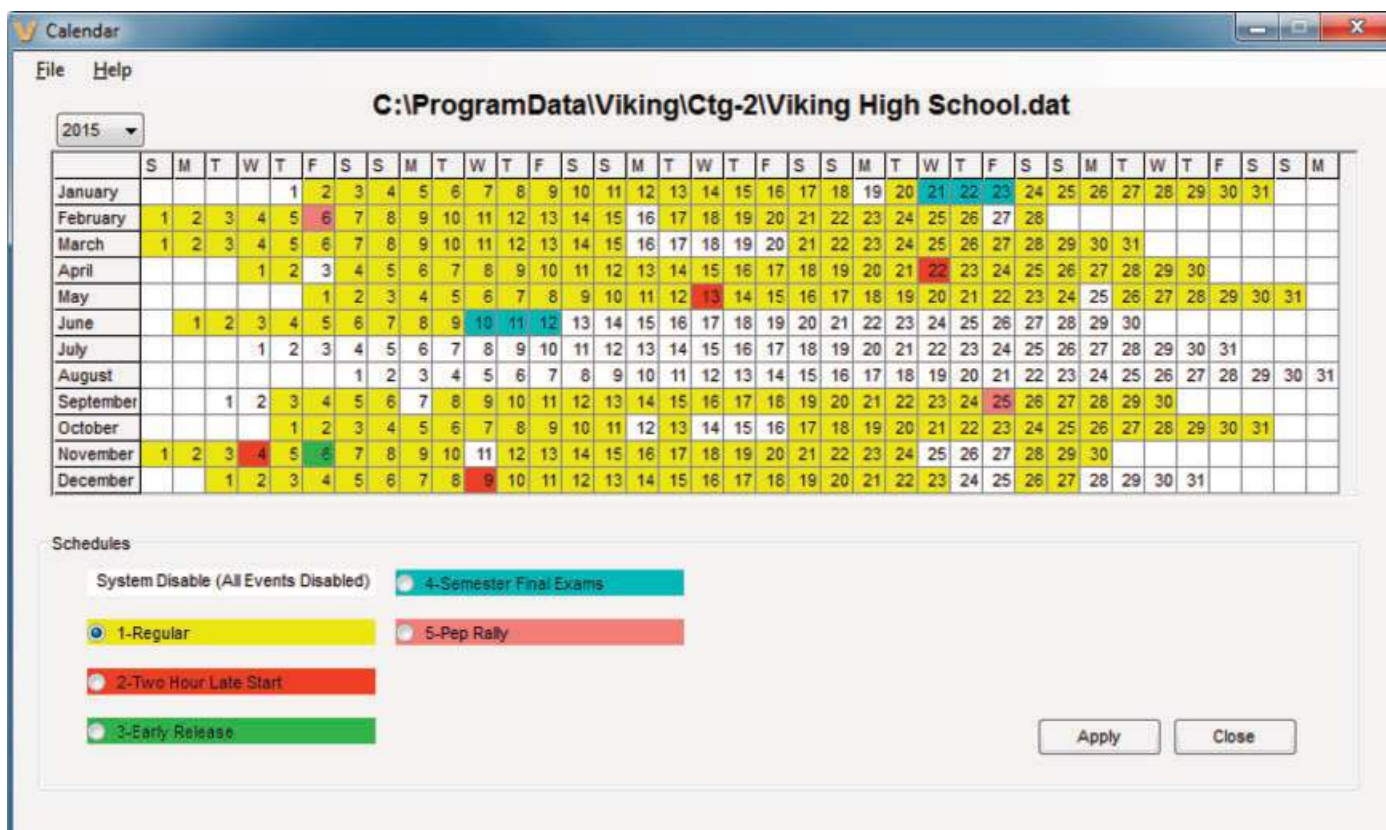 Calendar
File Help
C:\ProgramData\Viking\Ctg-2\Viking High School.dat
2015
S M T W T F S S M T W T F S S M T W T F S S M T W T F S S M T W T F S S M
January 1 2 3 4 5 6 7 8 9 10 11 12 13 14 15 16 17 18 19 20 21 22 23 24 25 26 27 28 29 30 31
February 1 2 3 4 5 6 7 8 9 10 11 12 13 14 15 16 17 18 19 20 21 22 23 24 25 26 27 28
March 1 2 3 4 5 6 7 8 9 10 11 12 13 14 15 16 17 18 19 20 21 22 23 24 25 26 27 28 29 30 31
April 1 2 3 4 5 6 7 8 9 10 11 12 13 14 15 16 17 18 19 20 21 22 23 24 25 26 27 28 29 30
May 1 2 3 4 5 6 7 8 9 10 11 12 13 14 15 16 17 18 19 20 21 22 23 24 25 26 27 28 29 30 31
June 1 2 3 4 5 6 7 8 9 10 11 12 13 14 15 16 17 18 19 20 21 22 23 24 25 26 27 28 29 30
July 1 2 3 4 5 6 7 8 9 10 11 12 13 14 15 16 17 18 19 20 21 22 23 24 25 26 27 28 29 30 31
August 1 2 3 4 5 6 7 8 9 10 11 12 13 14 15 16 17 18 19 20 21 22 23 24 25 26 27 28 29 30 31
September 1 2 3 4 5 6 7 8 9 10 11 12 13 14 15 16 17 18 19 20 21 22 23 24 25 26 27 28 29 30
October 1 2 3 4 5 6 7 8 9 10 11 12 13 14 15 16 17 18 19 20 21 22 23 24 25 26 27 28 29 30 31
November 1 2 3 4 5 6 7 8 9 10 11 12 13 14 15 16 17 18 19 20 21 22 23 24 25 26 27 28 29 30
December 1 2 3 4 5 6 7 8 9 10 11 12 13 14 15 16 17 18 19 20 21 22 23 24 25 26 27 28 29 30 31
Schedules
System Disable (All Events Disabled) 4-Semester Final Exams
1-Regular 5-Pep Rally
2-Two Hour Late Start
3-Early Release
Apply Close